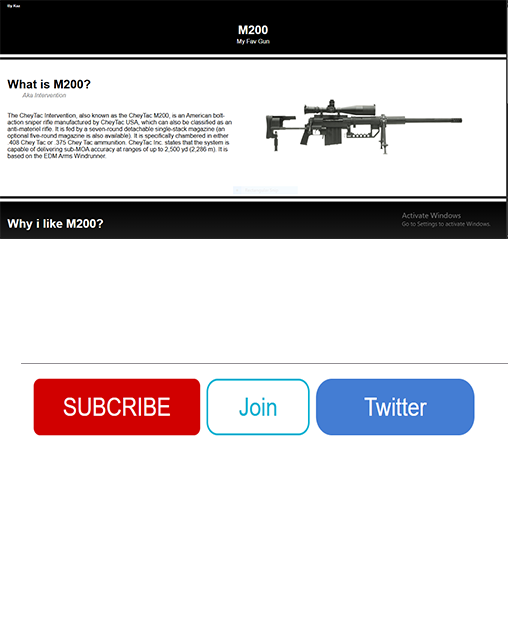 By Kau
M200
My Fav Gun
What is M200?
Aka Intervention
The CheyTac Intervention, also known as the CheyTac M200, is an American bolt-
action sniper rifle manufactured by CheyTac USA, which can also be classified as an
anti-materiel rifle. It is fed by a seven-round detachable single-stack magazine (an
optional five-round magazine is also available). It is specifically chambered in either
.408 Chey Tac or .375 Chey Tac ammunition. CheyTac Inc. states that the system is
capable of delivering sub-MOA accuracy at ranges of up to 2,500 yd (2,286 m). It is
based on the EDM Arms Windrunner.
Why i like M200?
Activate Windows
Go to Settings to activate Windows.
SUBCRIBE
Join
Twitter